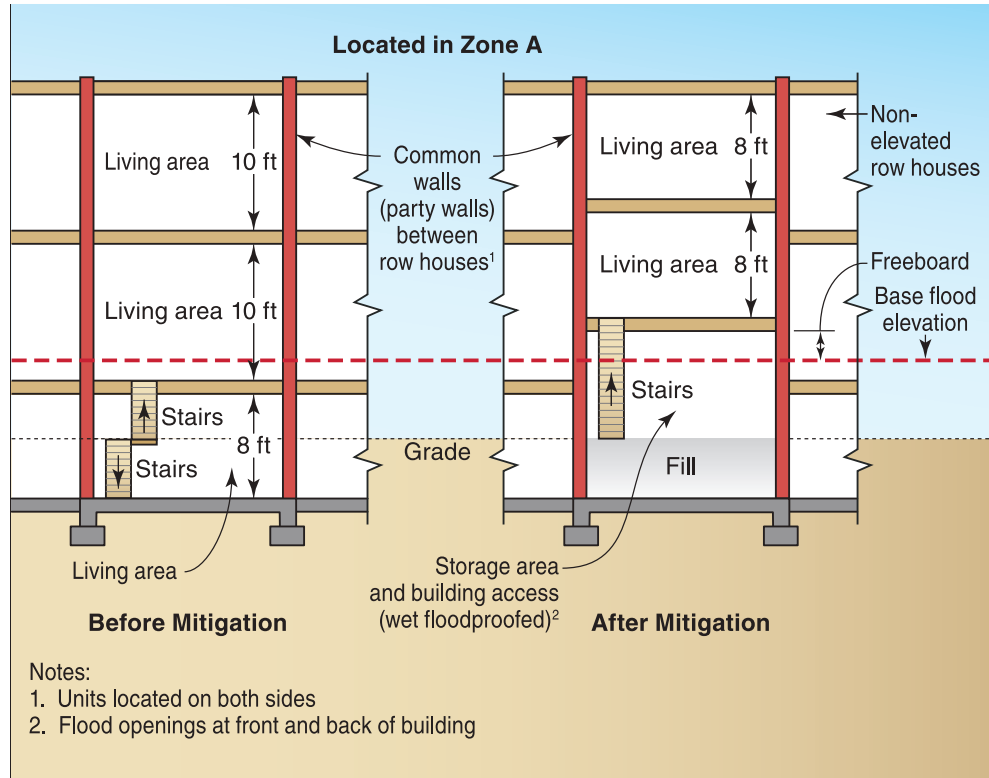 Located in Zone A
Living area 10 ft
Living area 10 ft
Stairs
Stairs
8 ft
Living area
Before Mitigation
Common
walls
(party walls)
between
row houses¹
Grade
Living area 8 ft
Living area 8 ft
Stairs
Fill
Non-
elevated
row houses
Freeboard
Base flood
elevation
Storage area
and building access
(wet floodproofed)²
After Mitigation
Notes:
1. Units located on both sides
2. Flood openings at front and back of building